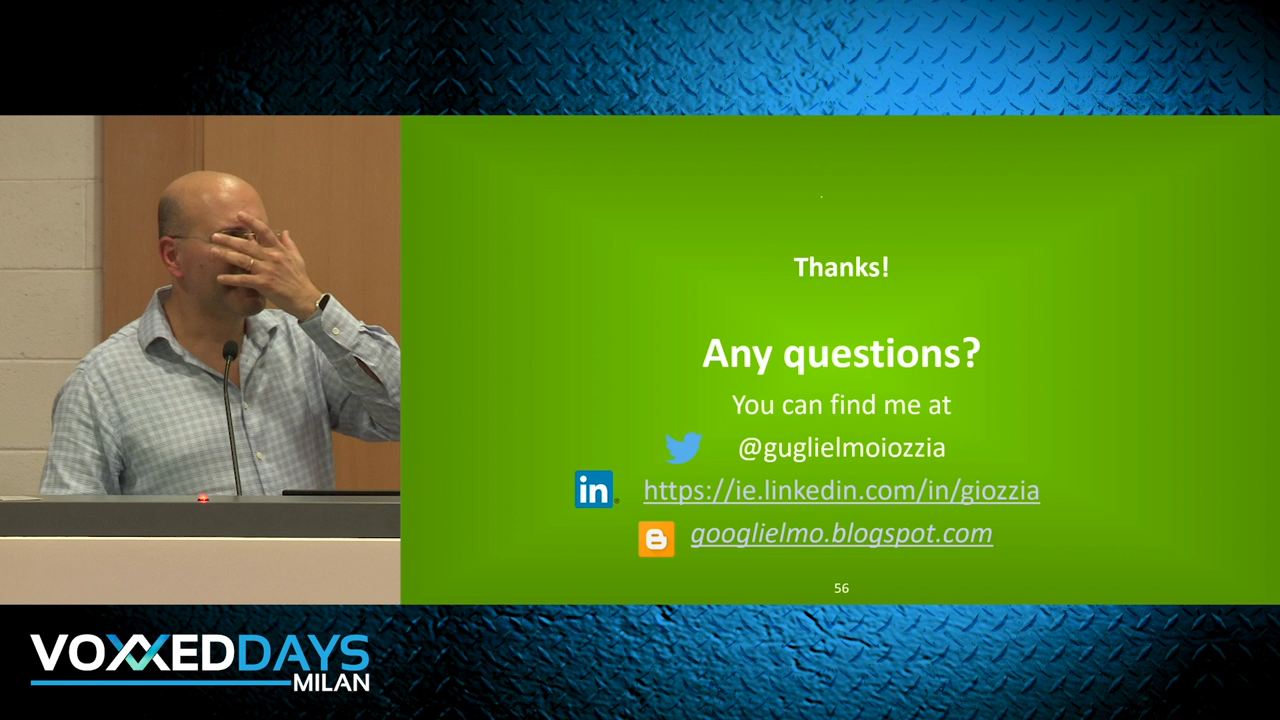 Thanks!
Any questions?
You can find me at
@guglielmoiozzia
in
https://ie.linkedin.com/in/giozzia
googlielmo.blogspot.com
56
VOXXEDDAYS
MILAN